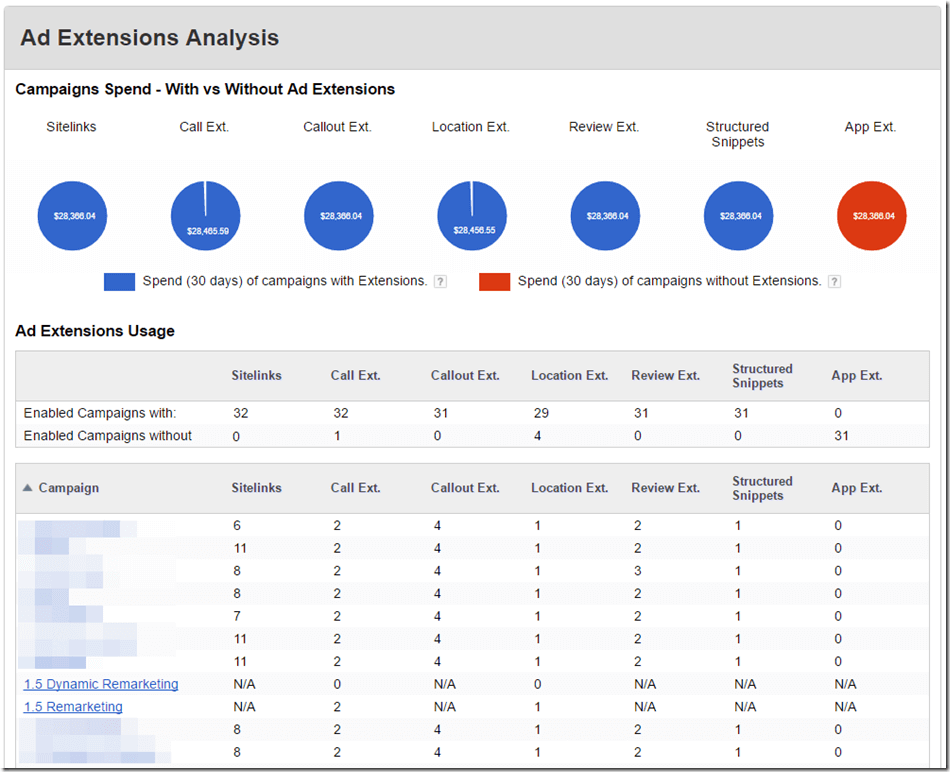 Ad Extensions Analysis
Campaigns Spend - With vs Without Ad Extensions
Sitelinks Call Ext. Callout Ext. Location Ext. Review Ext. Structured Snippets App Ext.
$28,366.04 $28,465.59 $28,366.04 $28,456.55 $28,366.04 $28,366.04 $28,366.04
Spend (30 days) of campaigns with Extensions. ? Spend (30 days) of campaigns without Extensions. ?
Ad Extensions Usage
Sitelinks Call Ext. Callout Ext. Location Ext. Review Ext. Structured Snippets App Ext.
Enabled Campaigns with: 32 32 31 29 31 31 0
Enabled Campaigns without 0 1 0 4 0 0 31
Campaign Sitelinks Call Ext. Callout Ext. Location Ext. Review Ext. Structured Snippets App Ext.
6 2 4 1 2 1 0
11 2 4 1 2 1 0
8 2 4 1 3 1 0
8 2 4 1 2 1 0
7 2 4 1 2 1 0
11 2 4 1 2 1 0
11 2 4 1 2 1 0
1.5 Dynamic Remarketing N/A 0 N/A 0 N/A N/A N/A
1.5 Remarketing N/A 2 N/A 1 N/A N/A N/A
8 2 4 1 2 1 0
8 2 4 1 2 1 0